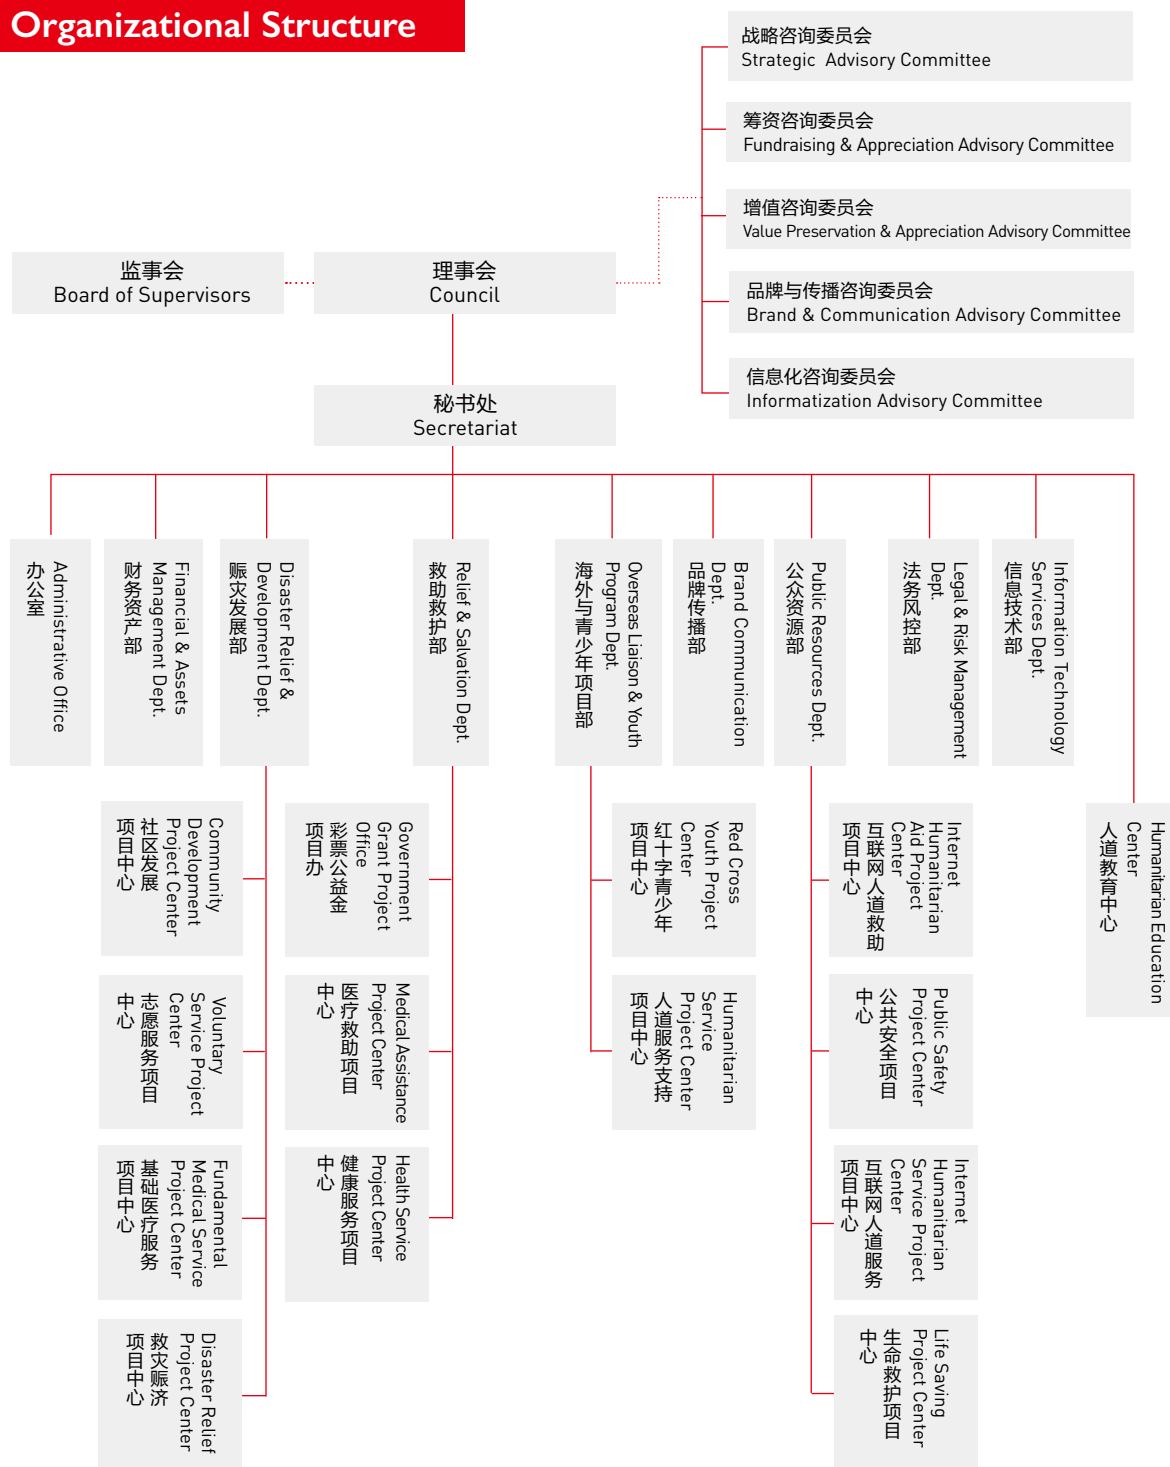 Organizational Structure
战略咨询委员会
Strategic Advisory Committee
筹资咨询委员会
Fundraising & Appreciation Advisory Committee
增值咨询委员会
Value Preservation & Appreciation Advisory Committee
品牌与传播咨询委员会
Brand & Communication Advisory Committee
信息化咨询委员会
Informatization Advisory Committee
监事会
Board of Supervisors
理事会
Council
秘书处
Secretariat
Administrative Office
办公室
Financial & Assets
Management Dept.
财务资产部
Disaster Relief &
Development Dept.
赈灾发展部
Relief & Salvation Dept.
救助救护部
Overseas Liaison & Youth
Program Dept.
海外与青少年项目部
Brand Communication
Dept.
品牌传播部
Public Resources Dept.
公众资源部
Legal & Risk Management
Dept.
法务风控部
Information Technology
Services Dept.
信息技术部
Humanitarian Education
Center
人道教育中心
Community
Development
Project Center
社区发展
项目中心
Voluntary
Service Project
Center
志愿服务项目
中心
Fundamental
Medical Service
Project Center
基础医疗服务
项目中心
Disaster Relief
Project Center
救灾赈济
项目中心
Government
Grant Project
Office
彩票公益金
项目办
Medical Assistance
Project Center
医疗救助项目
中心
Health Service
Project Center
健康服务项目
中心
Red Cross
Youth Project
Center
红十字青少年
项目中心
Humanitarian
Service
Project Center
人道服务支持
项目中心
Internet
Humanitarian
Aid Project
Center
互联网人道救助
项目中心
Public Safety
Project Center
公共安全项目
中心
Internet
Humanitarian
Service Project
Center
互联网人道服务
项目中心
Life Saving
Project Center
生命救护项目
中心